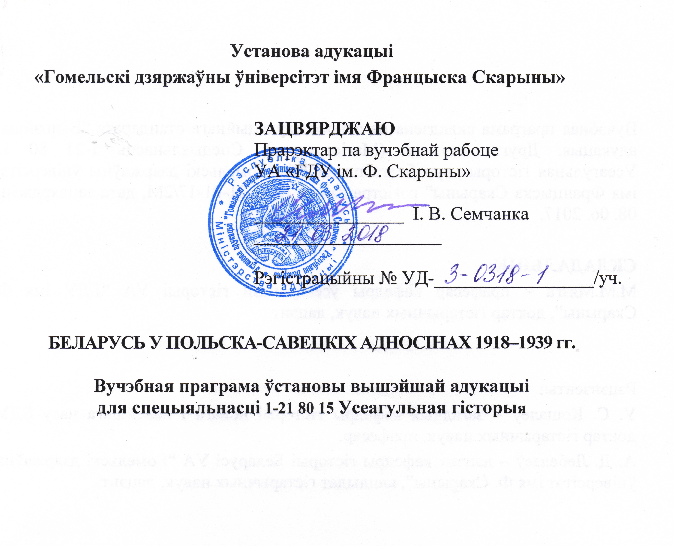 Установа адукацыі
«Гомельскі дзяржаўны ўніверсітэт імя Францыска Скарыны»
ЗАЦВЯРДЖАЮ
Прарэктар па вучэбнай рабоце
УА «ГДУ ім. Ф. Скарыны»
І. В. Семчанка
2018
Рэгістрацыйны № УД- 3-0318-1 /уч.
БЕЛАРУСЬ У ПОЛЬСКА-САВЕЦКІХ АДНОСІНАХ 1918–1939 гг.
Вучэбная праграма ўстановы вышэйшай адукацыі
для спецыяльнасці 1-21 80 15 Усеагульная гісторыя